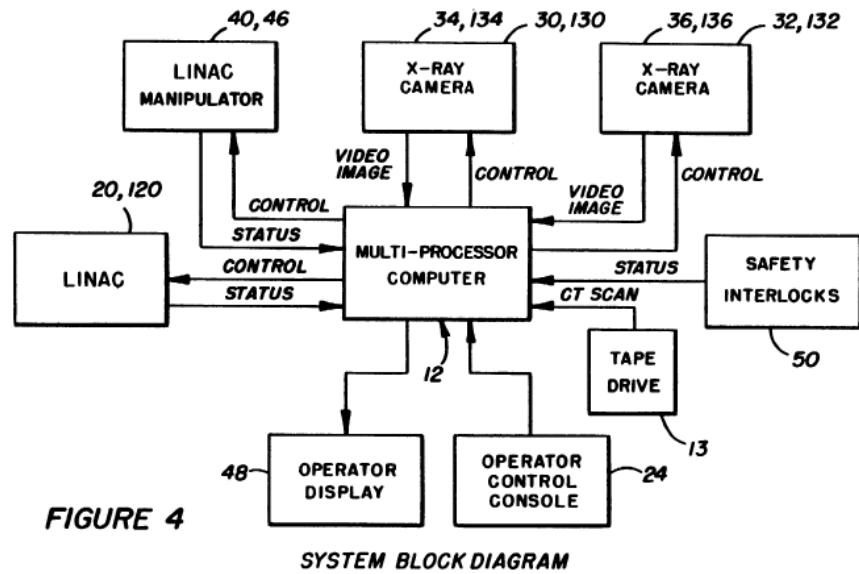 40,46
34,134
30,130
36,136
32,132
LINAC
MANIPULATOR
X-RAY
CAMERA
X-RAY
CAMERA
VIDEO
IMAGE
CONTROL
VIDEO
IMAGE
CONTROL
20,120
CONTROL
STATUS
LINAC
CONTROL
STATUS
MULTI-PROCESSOR
COMPUTER
STATUS
CT SCAN
SAFETY
INTERLOCKS
50
12
TAPE
DRIVE
13
48
OPERATOR
DISPLAY
OPERATOR
CONTROL
CONSOLE
24
FIGURE 4
SYSTEM BLOCK DIAGRAM